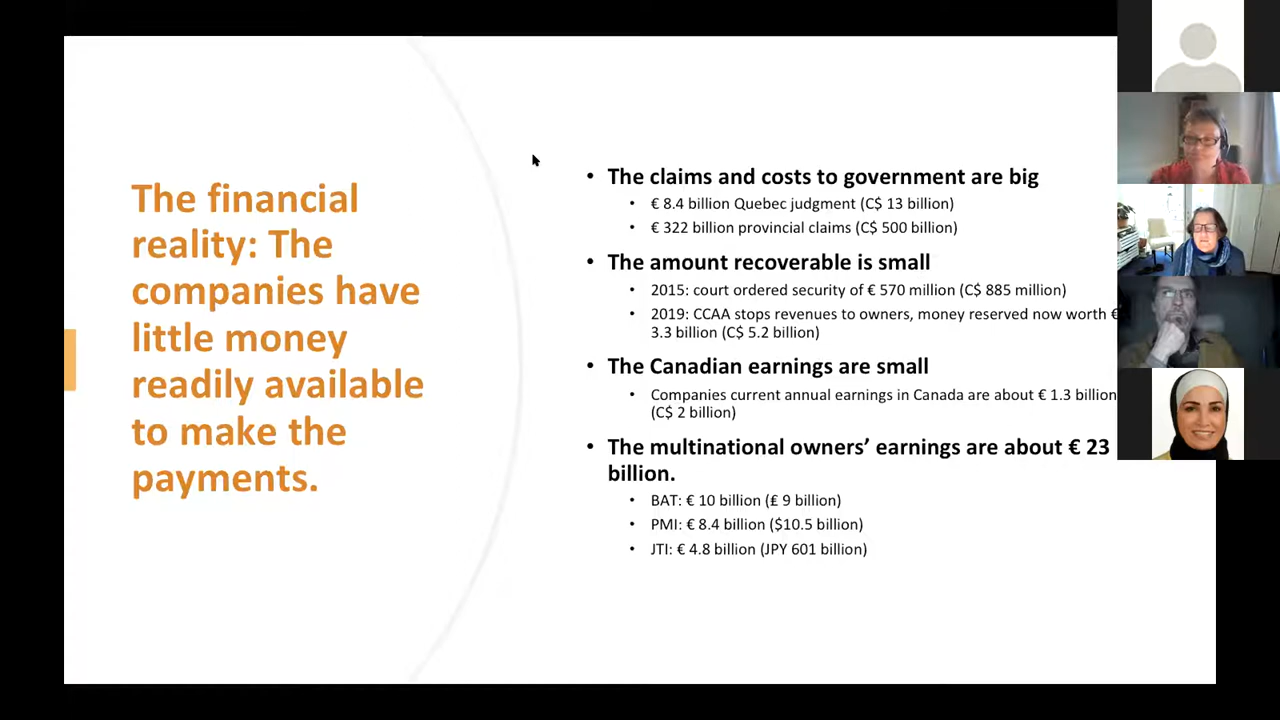 The financial
reality: The
companies have
little money
readily available
to make the
payments.
• The claims and costs to government are big
• € 8.4 billion Quebec judgment (C$ 13 billion)
• € 322 billion provincial claims (C$ 500 billion)
• The amount recoverable is small
• 2015: court ordered security of € 570 million (C$ 885 million)
• 2019: CCAA stops revenues to owners, money reserved now worth €
3.3 billion (C$ 5.2 billion)
• The Canadian earnings are small
• Companies current annual earnings in Canada are about € 1.3 billion
(C$ 2 billion)
• The multinational owners’ earnings are about € 23
billion.
• BAT: € 10 billion (₤ 9 billion)
• PMI: € 8.4 billion ($10.5 billion)
• JTI: € 4.8 billion (JPY 601 billion)